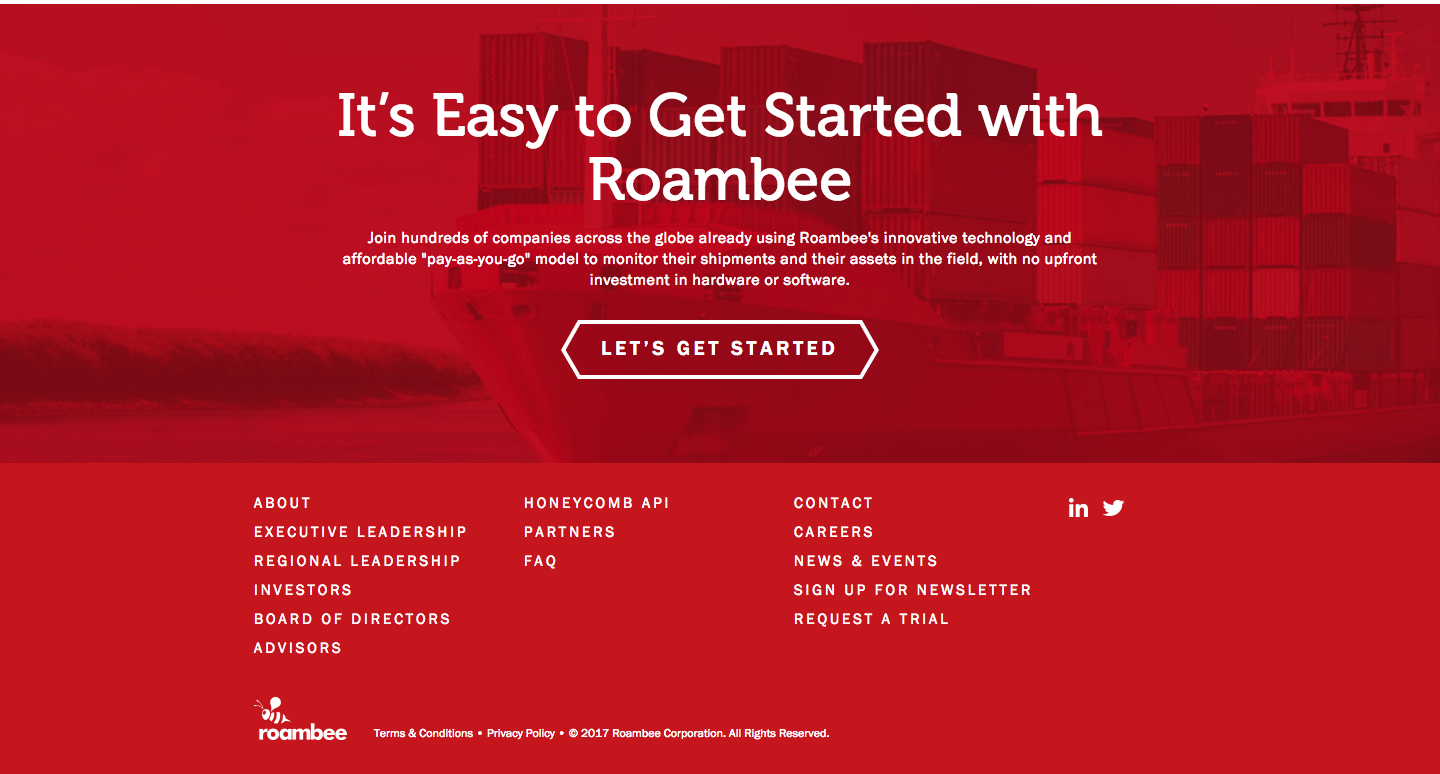 It’s Easy to Get Started with
Roambee
Join hundreds of companies across the globe already using Roambee's innovative technology and
affordable "pay-as-you-go" model to monitor their shipments and their assets in the field, with no upfront
investment in hardware or software.
LET’S GET STARTED
ABOUT
EXECUTIVE LEADERSHIP
REGIONAL LEADERSHIP
INVESTORS
BOARD OF DIRECTORS
ADVISORS
HONEYCOMB API
PARTNERS
FAQ
CONTACT
CAREERS
NEWS & EVENTS
SIGN UP FOR NEWSLETTER
REQUEST A TRIAL
in
roambee
Terms & Conditions • Privacy Policy • © 2017 Roambee Corporation. All Rights Reserved.